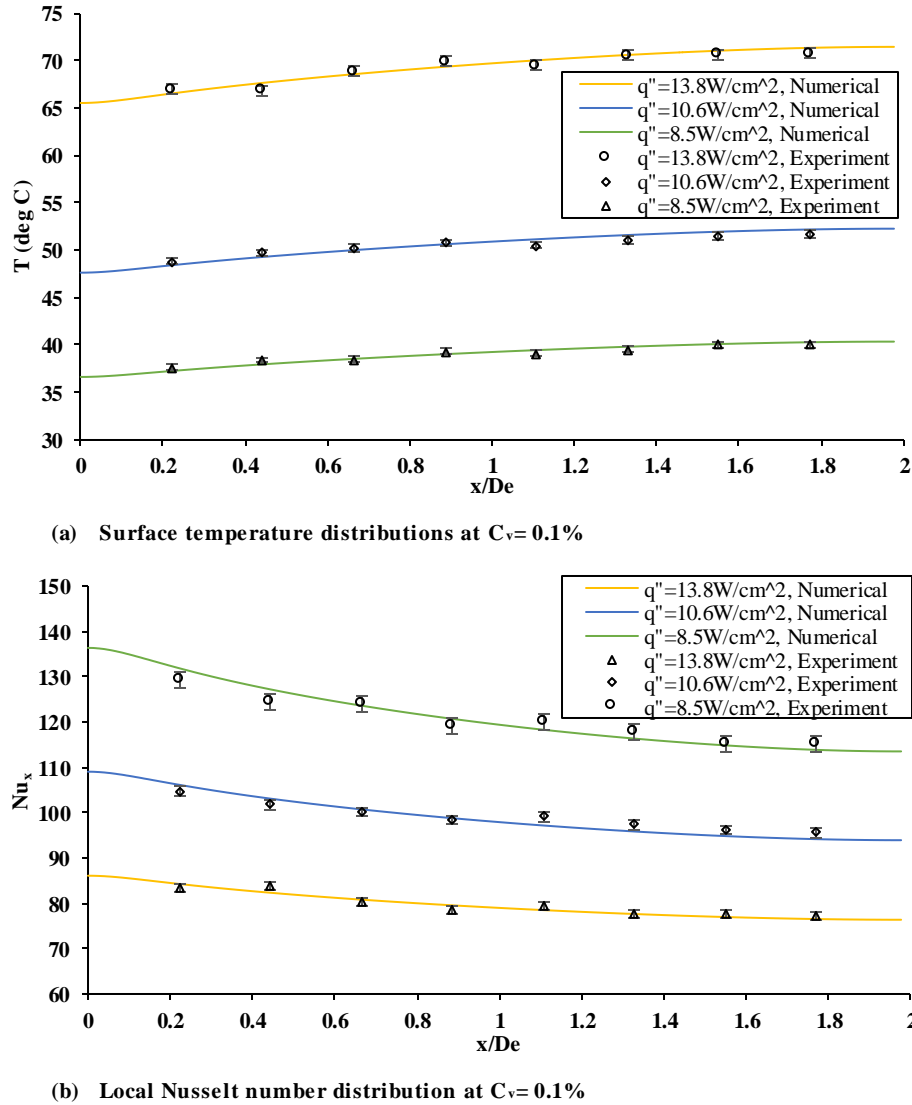 75
70
65
60
55
50
45
40
35
30
T (deg C)
q"=13.8W/cm^2, Numerical
q"=10.6W/cm^2, Numerical
q"=8.5W/cm^2, Numerical
q"=13.8W/cm^2, Experiment
q"=10.6W/cm^2, Experiment
q"=8.5W/cm^2, Experiment
0 0.2 0.4 0.6 0.8 1 1.2 1.4 1.6 1.8 2
x/De
(a) Surface temperature distributions at Cv= 0.1%
150
140
130
120
110
100
90
80
70
60
Nux
q"=13.8W/cm^2, Numerical
q"=10.6W/cm^2, Numerical
q"=8.5W/cm^2, Numerical
q"=13.8W/cm^2, Experiment
q"=10.6W/cm^2, Experiment
q"=8.5W/cm^2, Experiment
0 0.2 0.4 0.6 0.8 1 1.2 1.4 1.6 1.8 2
x/De
(b) Local Nusselt number distribution at Cv= 0.1%